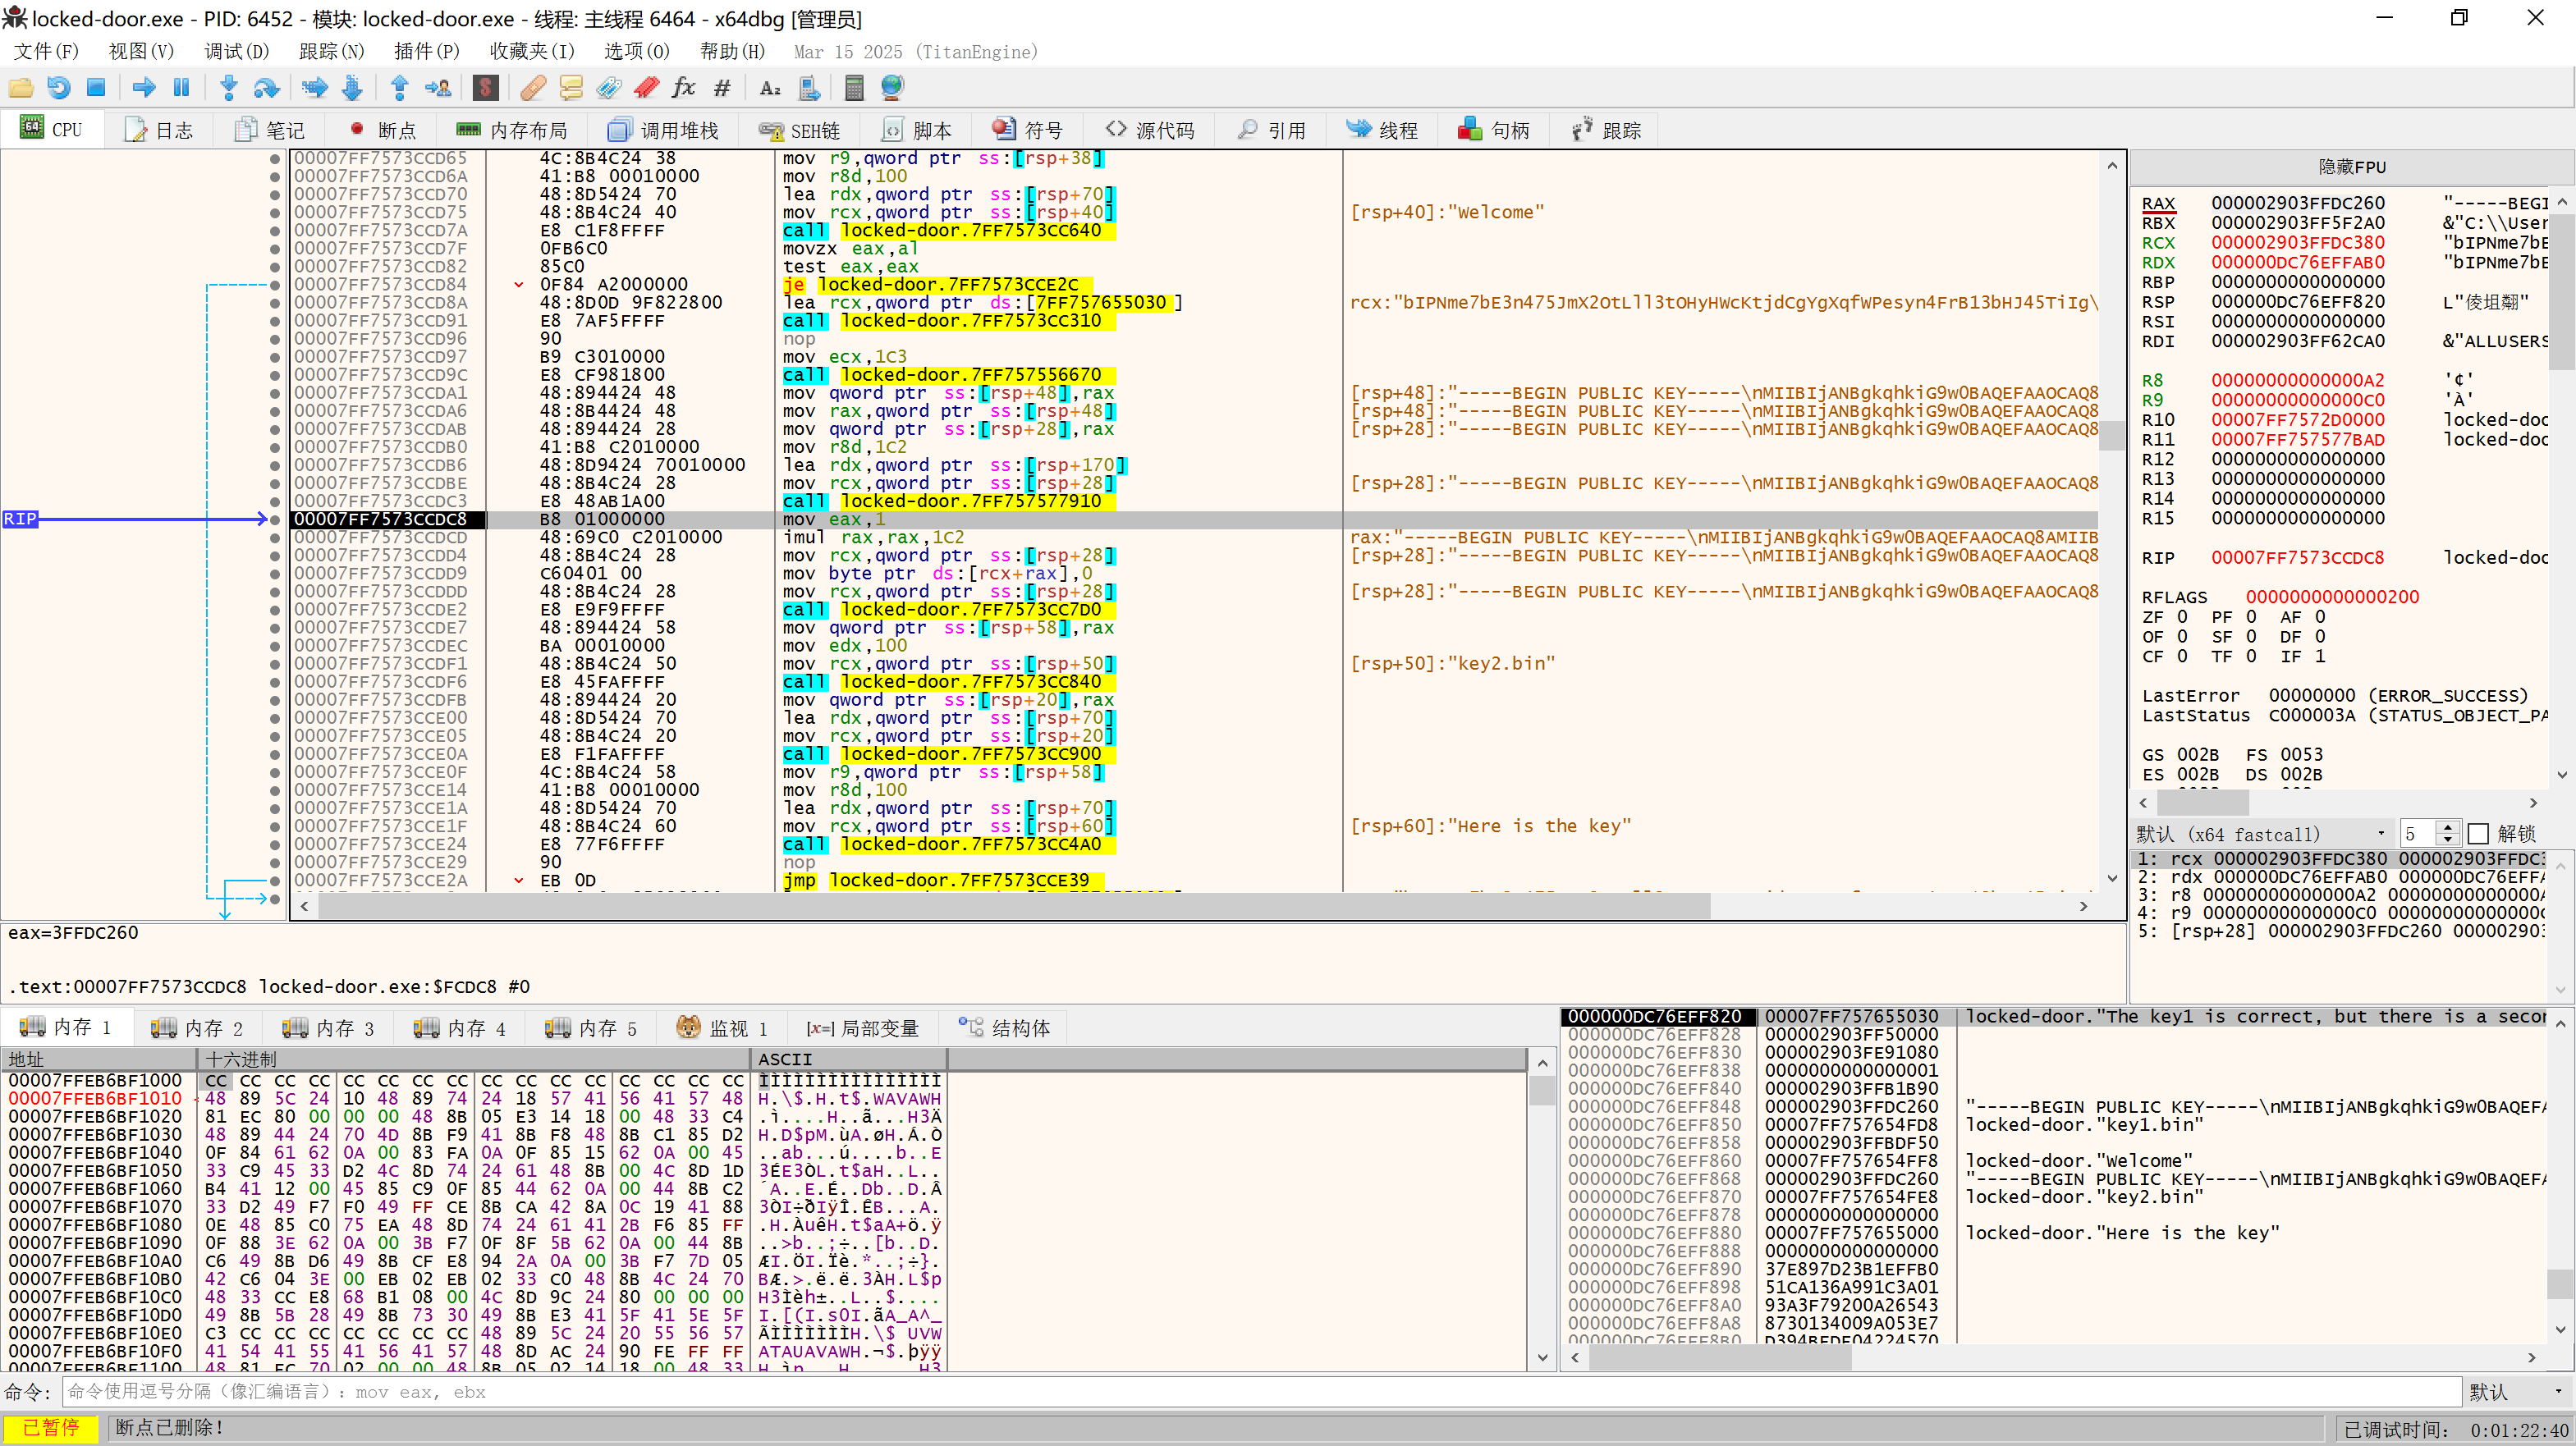 locked-door.exe - PID: 6452 - 模块: locked-door.exe - 线程: 主线程 6464 - x64dbg [管理员]
文件(F) 视图(V) 调试(D) 跟踪(N) 插件(P) 收藏夹(I) 选项(O) 帮助(H) Mar 15 2025 (TitanEngine)
CPU 日志 笔记 断点 内存布局 调用堆栈 SEH链 脚本 符号 源代码 引用 线程 句柄 跟踪
00007FF7573CCD65 4C:8B4C24 38 mov r9,qword ptr ss:[rsp+38]
00007FF7573CCD6A 41:B8 00010000 mov r8d,100
00007FF7573CCD70 48:8D5424 70 lea rdx,qword ptr ss:[rsp+70]
00007FF7573CCD75 48:8B4C24 40 mov rcx,qword ptr ss:[rsp+40] [rsp+40]:"Welcome"
00007FF7573CCD7A E8 C1F8FFFF call locked-door.7FF7573CC640
00007FF7573CCD7F 0FB6C0 movzx eax,al
00007FF7573CCD82 85C0 test eax,eax
00007FF7573CCD84 0F84 A2000000 je locked-door.7FF7573CCE2C
00007FF7573CCD8A 48:8D0D 9F822800 lea rcx,qword ptr ds:[7FF757655030] rcx:"bIPNme7bE3n475JmX2OtLll3tOHyHWcKtjdCgYgXqfWPesyn4FrB13bHJ45TiIg\
00007FF7573CCD91 E8 7AF5FFFF call locked-door.7FF7573CC310
00007FF7573CCD96 90 nop
00007FF7573CCD97 B9 C3010000 mov ecx,1C3
00007FF7573CCD9C E8 CF981800 call locked-door.7FF757556670
00007FF7573CCDA1 48:894424 48 mov qword ptr ss:[rsp+48],rax [rsp+48]:"-----BEGIN PUBLIC KEY-----\nMIIBIjANBgkqhkiG9w0BAQEFAAOCAQ8
00007FF7573CCDA6 48:8B4424 48 mov rax,qword ptr ss:[rsp+48] [rsp+48]:"-----BEGIN PUBLIC KEY-----\nMIIBIjANBgkqhkiG9w0BAQEFAAOCAQ8
00007FF7573CCDAB 48:894424 28 mov qword ptr ss:[rsp+28],rax [rsp+28]:"-----BEGIN PUBLIC KEY-----\nMIIBIjANBgkqhkiG9w0BAQEFAAOCAQ8
00007FF7573CCDB0 41:B8 C2010000 mov r8d,1C2
00007FF7573CCDB6 48:8D9424 70010000 lea rdx,qword ptr ss:[rsp+170]
00007FF7573CCDBE 48:8B4C24 28 mov rcx,qword ptr ss:[rsp+28] [rsp+28]:"-----BEGIN PUBLIC KEY-----\nMIIBIjANBgkqhkiG9w0BAQEFAAOCAQ8
00007FF7573CCDC3 E8 48AB1A00 call locked-door.7FF757577910
RIP 00007FF7573CCDC8 B8 01000000 mov eax,1
00007FF7573CCDCD 48:69C0 C2010000 imul rax,rax,1C2 rax:"-----BEGIN PUBLIC KEY-----\nMIIBIjANBgkqhkiG9w0BAQEFAAOCAQ8AMIIB
00007FF7573CCDD4 48:8B4C24 28 mov rcx,qword ptr ss:[rsp+28] [rsp+28]:"-----BEGIN PUBLIC KEY-----\nMIIBIjANBgkqhkiG9w0BAQEFAAOCAQ8
00007FF7573CCDD9 C60401 00 mov byte ptr ds:[rcx+rax],0
00007FF7573CCDDD 48:8B4C24 28 mov rcx,qword ptr ss:[rsp+28] [rsp+28]:"-----BEGIN PUBLIC KEY-----\nMIIBIjANBgkqhkiG9w0BAQEFAAOCAQ8
00007FF7573CCDE2 E8 E9F9FFFF call locked-door.7FF7573CC7D0
00007FF7573CCDE7 48:894424 58 mov qword ptr ss:[rsp+58],rax
00007FF7573CCDEC BA 00010000 mov edx,100
00007FF7573CCDF1 48:8B4C24 50 mov rcx,qword ptr ss:[rsp+50] [rsp+50]:"key2.bin"
00007FF7573CCDF6 E8 45FAFFFF call locked-door.7FF7573CC840
00007FF7573CCDFB 48:894424 20 mov qword ptr ss:[rsp+20],rax
00007FF7573CCE00 48:8D5424 70 lea rdx,qword ptr ss:[rsp+70]
00007FF7573CCE05 48:8B4C24 20 mov rcx,qword ptr ss:[rsp+20]
00007FF7573CCE0A E8 F1FAFFFF call locked-door.7FF7573CC900
00007FF7573CCE0F 4C:8B4C24 58 mov r9,qword ptr ss:[rsp+58]
00007FF7573CCE14 41:B8 00010000 mov r8d,100
00007FF7573CCE1A 48:8D5424 70 lea rdx,qword ptr ss:[rsp+70]
00007FF7573CCE1F 48:8B4C24 60 mov rcx,qword ptr ss:[rsp+60] [rsp+60]:"Here is the key"
00007FF7573CCE24 E8 77F6FFFF call locked-door.7FF7573CC4A0
00007FF7573CCE29 90 nop
00007FF7573CCE2A EB 0D jmp locked-door.7FF7573CCE39
隐藏FPU
RAX 000002903FFDC260 "-----BEGI
RBX 000002903FF5F2A0 &"C:\\User
RCX 000002903FFDC380 "bIPNme7bE
RDX 000000DC76EFFAB0 "bIPNme7bE
RBP 0000000000000000
RSP 000000DC76EFF820 L"倰坦翿"
RSI 0000000000000000
RDI 000002903FF62CA0 &"ALLUSERS
R8 00000000000000A2 '¢'
R9 00000000000000C0 'À'
R10 00007FF7572D0000 locked-doo
R11 00007FF757577BAD locked-doo
R12 0000000000000000
R13 0000000000000000
R14 0000000000000000
R15 0000000000000000
RIP 00007FF7573CCDC8 locked-doo
RFLAGS 0000000000000200
ZF 0 PF 0 AF 0
OF 0 SF 0 DF 0
CF 0 TF 0 IF 1
LastError 00000000 (ERROR_SUCCESS)
LastStatus C000003A (STATUS_OBJECT_PA
GS 002B FS 0053
ES 002B DS 002B
默认 (x64 fastcall) 5 解锁
1: rcx 000002903FFDC380 000002903FFDC3
2: rdx 000000DC76EFFAB0 000000DC76EFFA
3: r8 00000000000000A2 00000000000000A
4: r9 00000000000000C0 00000000000000C
5: [rsp+28] 000002903FFDC260 000002903
eax=3FFDC260
.text:00007FF7573CCDC8 locked-door.exe:$FCDC8 #0
内存 1 内存 2 内存 3 内存 4 内存 5 监视 1 [x=] 局部变量 结构体
地址 十六进制 ASCII
00007FFEB6BF1000 CC CC CC CC CC CC CC CC CC CC CC CC CC CC CC CC ÌÌÌÌÌÌÌÌÌÌÌÌÌÌÌÌ
00007FFEB6BF1010 48 89 5C 24 10 48 89 74 24 18 57 41 56 41 57 48 H.\$.H.t$.WAVAWH
00007FFEB6BF1020 81 EC 80 00 00 00 48 8B 05 E3 14 18 00 48 33 C4 .ì....H..ã...H3Ä
00007FFEB6BF1030 48 89 44 24 70 4D 8B F9 41 8B F8 48 8B C1 85 D2 H.D$pM.ùA.øH.Á.Ò
00007FFEB6BF1040 0F 84 61 62 0A 00 83 FA 0A 0F 85 15 62 0A 00 45 ..ab...ú....b..E
00007FFEB6BF1050 33 C9 45 33 D2 4C 8D 74 24 61 48 8B 00 4C 8D 1D 3ÉE3ÒL.t$aH..L..
00007FFEB6BF1060 B4 41 12 00 45 85 C9 0F 85 44 62 0A 00 44 8B C2 ´A..E.É..Db..D.Â
00007FFEB6BF1070 33 D2 49 F7 F0 49 FF CE 8B CA 42 8A 0C 19 41 88 3ÒI÷ðIÿÎ.ÊB...A.
00007FFEB6BF1080 0E 48 85 C0 75 EA 48 8D 74 24 61 41 2B F6 85 FF .H.ÀuêH.t$aA+ö.ÿ
00007FFEB6BF1090 0F 88 3E 62 0A 00 3B F7 0F 8F 5B 62 0A 00 44 8B ..>b..;÷..[b..D.
00007FFEB6BF10A0 C6 49 8B D6 49 8B CF E8 94 2A 0A 00 3B F7 7D 05 ÆI.ÖI.Ïè.*..;÷}.
00007FFEB6BF10B0 42 C6 04 3E 00 EB 02 EB 02 33 C0 48 8B 4C 24 70 BÆ.>.ë.ë.3ÀH.L$p
00007FFEB6BF10C0 48 33 CC E8 68 B1 08 00 4C 8D 9C 24 80 00 00 00 H3Ìèh±..L..$....
00007FFEB6BF10D0 49 8B 5B 28 49 8B 73 30 49 8B E3 41 5F 41 5E 5F I.[(I.s0I.ãA_A^_
00007FFEB6BF10E0 C3 CC CC CC CC CC CC CC 48 89 5C 24 20 55 56 57 ÃÌÌÌÌÌÌÌH.\$ UVW
00007FFEB6BF10F0 41 54 41 55 41 56 41 57 48 8D AC 24 90 FE FF FF ATAUAVAWH.¬$.þÿÿ
00007FFEB6BF1100 48 81 EC 70 02 00 00 48 8B 05 02 14 18 00 48 33
000000DC76EFF820 00007FF757655030 locked-door."The key1 is correct, but there is a secon
000000DC76EFF828 000002903FF50000
000000DC76EFF830 000002903FE91080
000000DC76EFF838 0000000000000001
000000DC76EFF840 000002903FFB1B90
000000DC76EFF848 000002903FFDC260 "-----BEGIN PUBLIC KEY-----\nMIIBIjANBgkqhkiG9w0BAQEFA
000000DC76EFF850 00007FF757654FD8 locked-door."key1.bin"
000000DC76EFF858 000002903FFBDF50
000000DC76EFF860 00007FF757654FF8 locked-door."Welcome"
000000DC76EFF868 000002903FFDC260 "-----BEGIN PUBLIC KEY-----\nMIIBIjANBgkqhkiG9w0BAQEFA
000000DC76EFF870 00007FF757654FE8 locked-door."key2.bin"
000000DC76EFF878 0000000000000000
000000DC76EFF880 00007FF757655000 locked-door."Here is the key"
000000DC76EFF888 0000000000000000
000000DC76EFF890 37E897D23B1EFFB0
000000DC76EFF898 51CA136A991C3A01
000000DC76EFF8A0 93A3F79200A26543
000000DC76EFF8A8 8730134009A053E7
000000DC76EFF8B0 D394BEDE04224570
命令: 命令使用逗号分隔（像汇编语言）: mov eax, ebx 默认
已暂停 断点已删除！ 已调试时间: 0:01:22:40